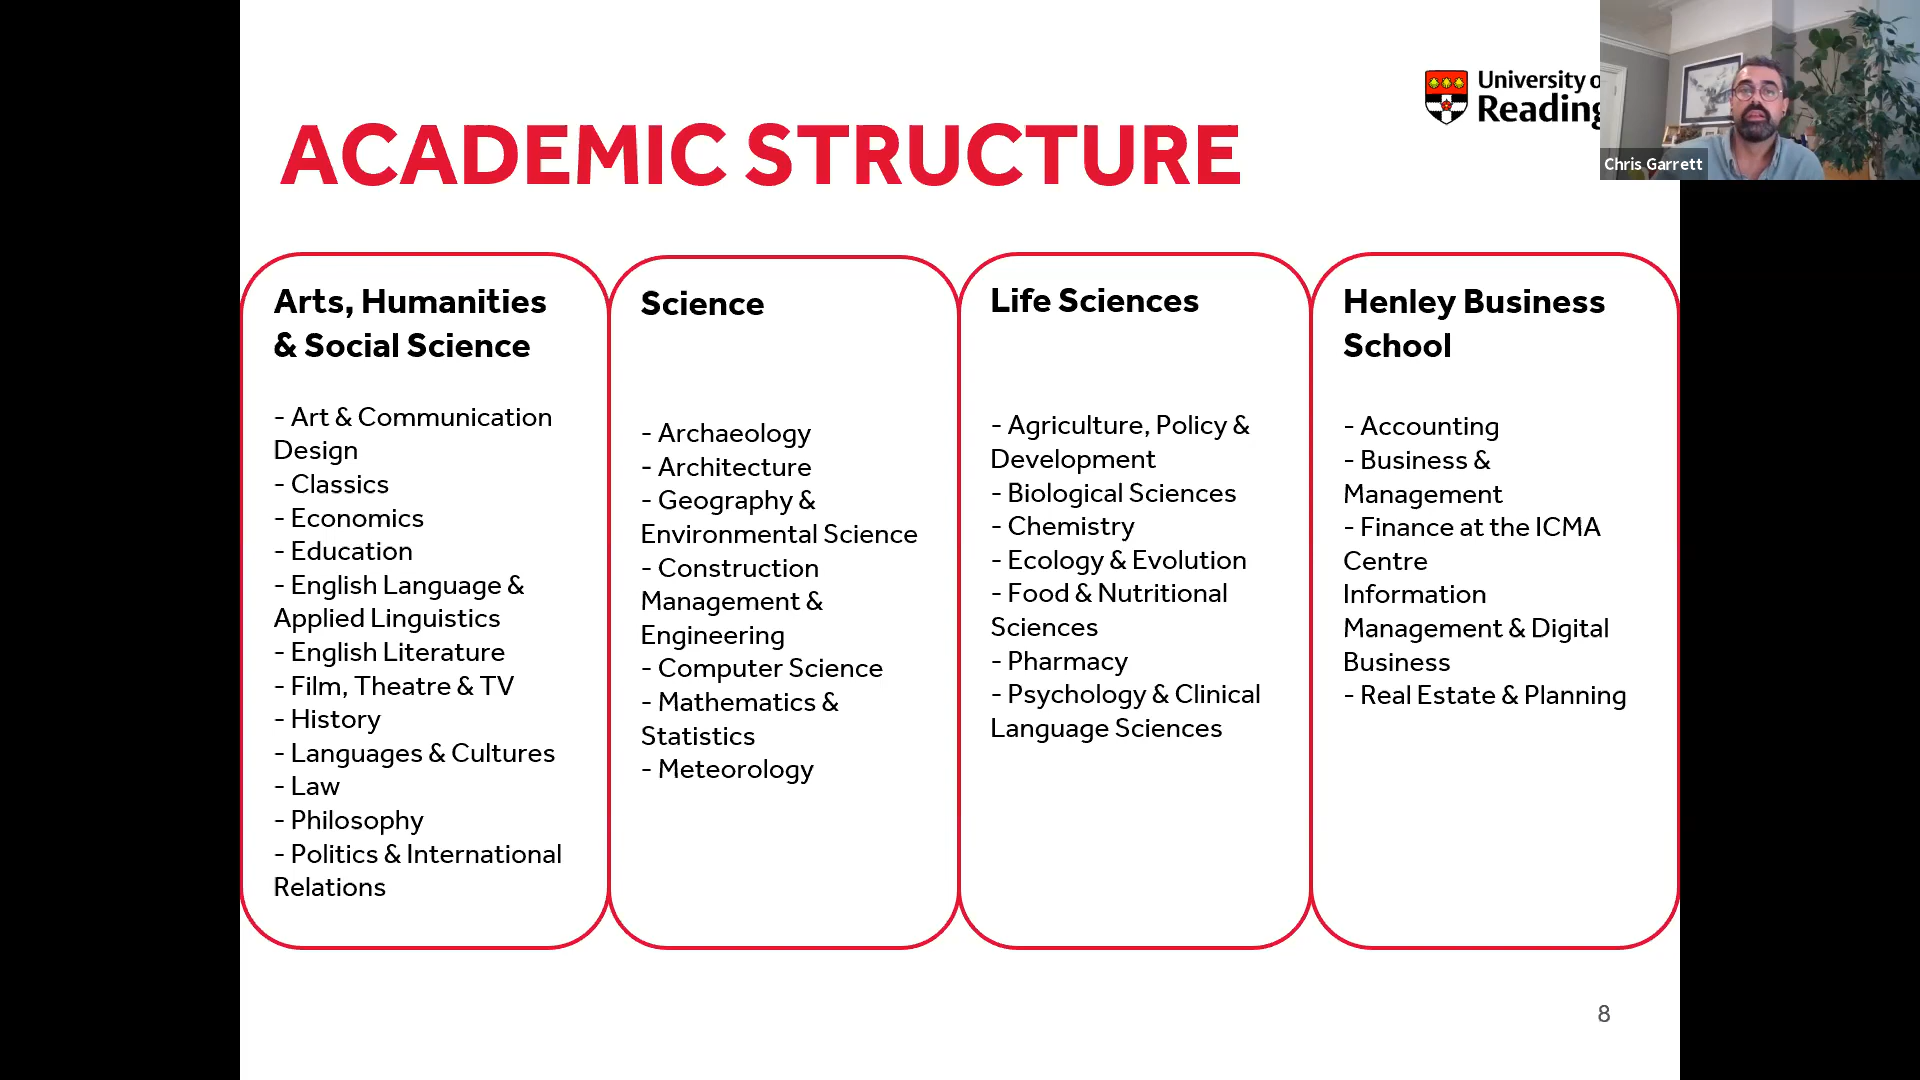 University o
Reading
Chris Garrett
ACADEMIC STRUCTURE
Arts, Humanities
& Social Science
- Art & Communication
Design
- Classics
- Economics
- Education
- English Language &
Applied Linguistics
- English Literature
- Film, Theatre & TV
- History
- Languages & Cultures
- Law
- Philosophy
- Politics & International
Relations
Science
- Archaeology
- Architecture
- Geography &
Environmental Science
- Construction
Management &
Engineering
- Computer Science
- Mathematics &
Statistics
- Meteorology
Life Sciences
- Agriculture, Policy &
Development
- Biological Sciences
- Chemistry
- Ecology & Evolution
- Food & Nutritional
Sciences
- Pharmacy
- Psychology & Clinical
Language Sciences
Henley Business
School
- Accounting
- Business &
Management
- Finance at the ICMA
Centre
Information
Management & Digital
Business
- Real Estate & Planning
8